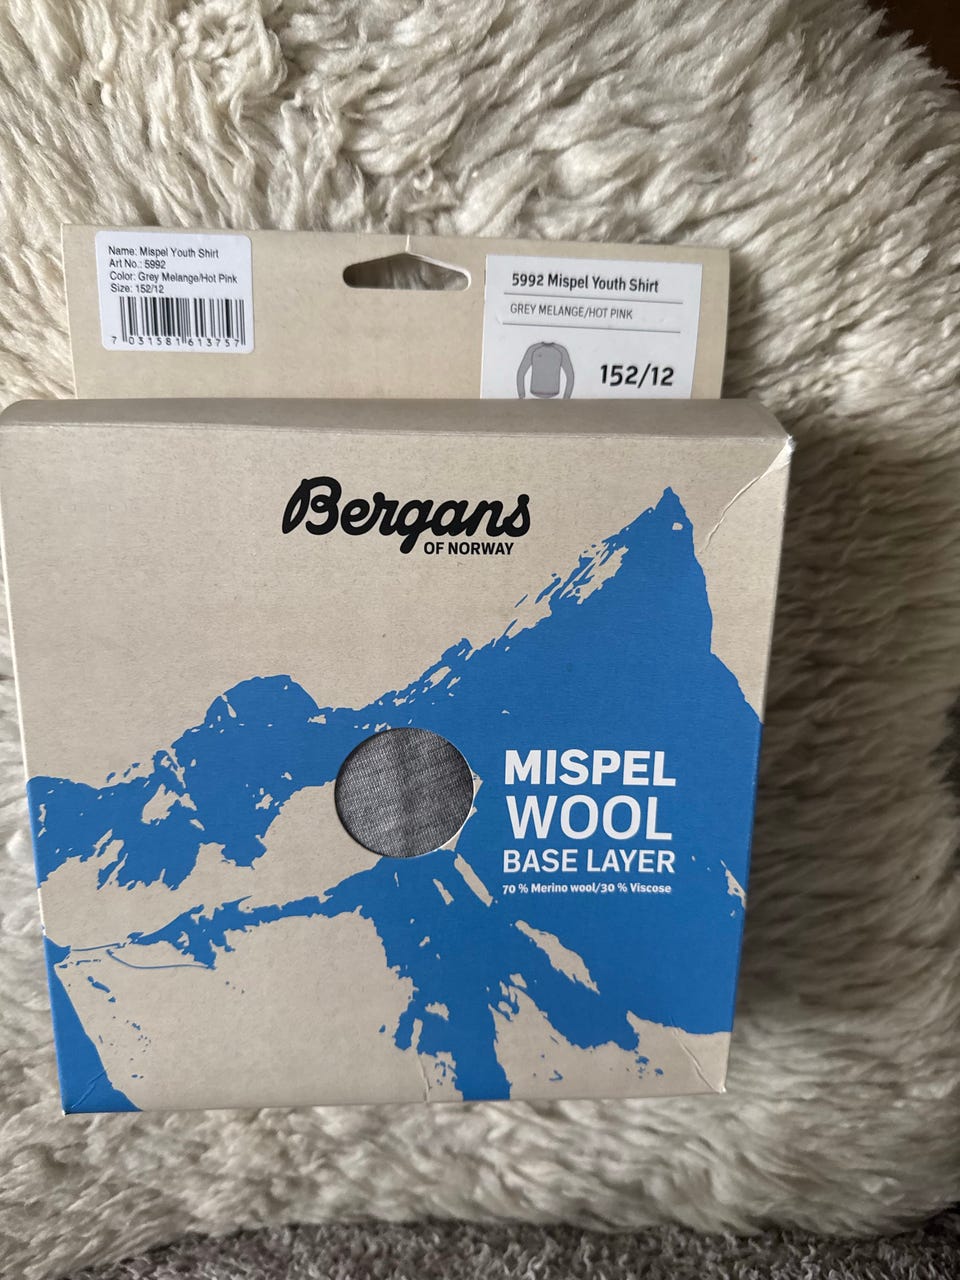 Name: Mispel Youth Shirt
Art No.: 5992
Color: Grey Melange/Hot Pink
Size: 152/12
7 031581 613757
5992 Mispel Youth Shirt
GREY MELANGE/HOT PINK
152/12
Bergans
OF NORWAY
MISPEL
WOOL
BASE LAYER
70 % Merino wool/30 % Viscose